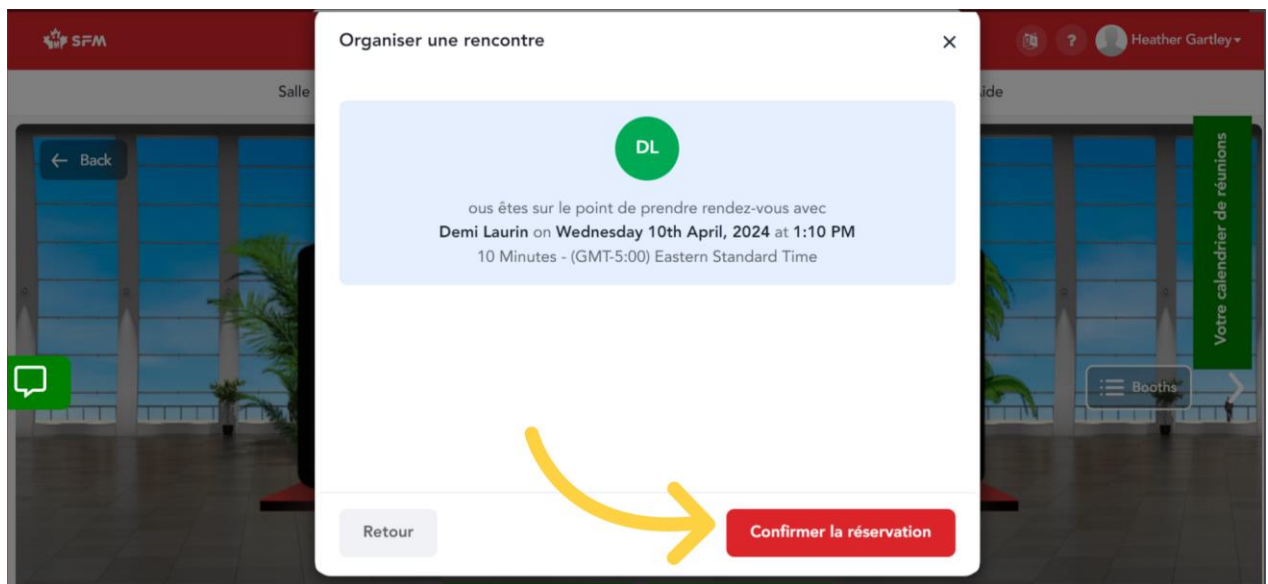 SFM
Organiser une rencontre
?
Heather Gartley
Salle
ide
Back
DL
ous êtes sur le point de prendre rendez-vous avec
Demi Laurin on Wednesday 10th April, 2024 at 1:10 PM
10 Minutes - (GMT-5:00) Eastern Standard Time
Votre calendrier de réunions
Booths
Retour
Confirmer la réservation